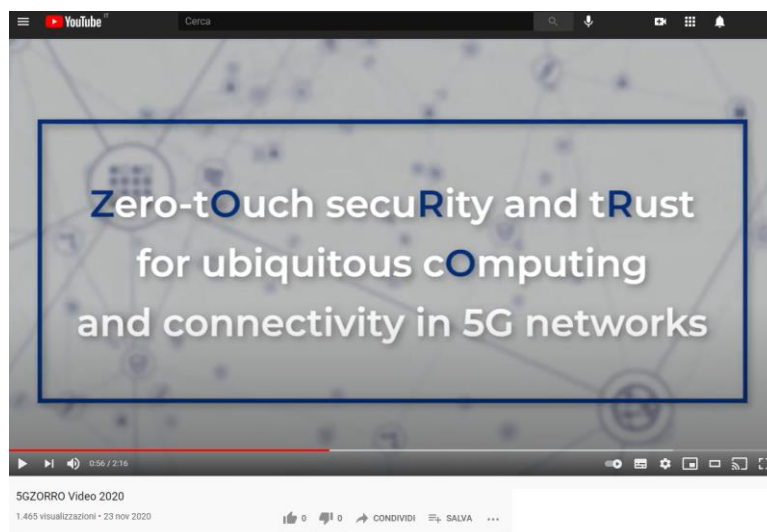 YouTube IT
Cerca
Zero-tOuch secuRity and tRust
for ubiquitous cOmputing
and connectivity in 5G networks
0:56 / 2:16
5GZORRO Video 2020
1.465 visualizzazioni • 23 nov 2020
0
0
CONDIVIDI
SALVA